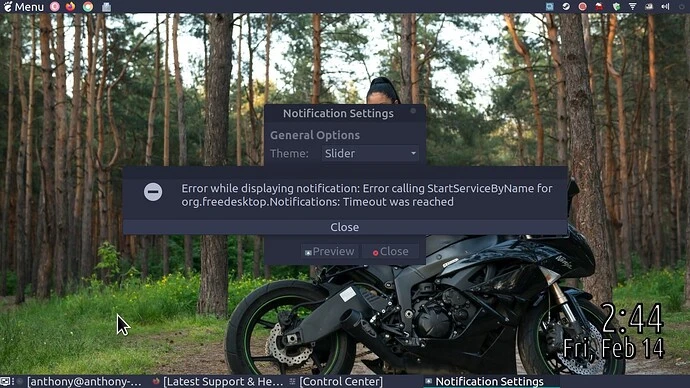 Menu
Notification Settings
General Options
Theme: Slider
Error while displaying notification: Error calling StartServiceByName for
org.freedesktop.Notifications: Timeout was reached
Close
Preview Close
2:44
Fri, Feb 14
[anthony@anthony-... [Latest Support & He... [Control Center] Notification Settings